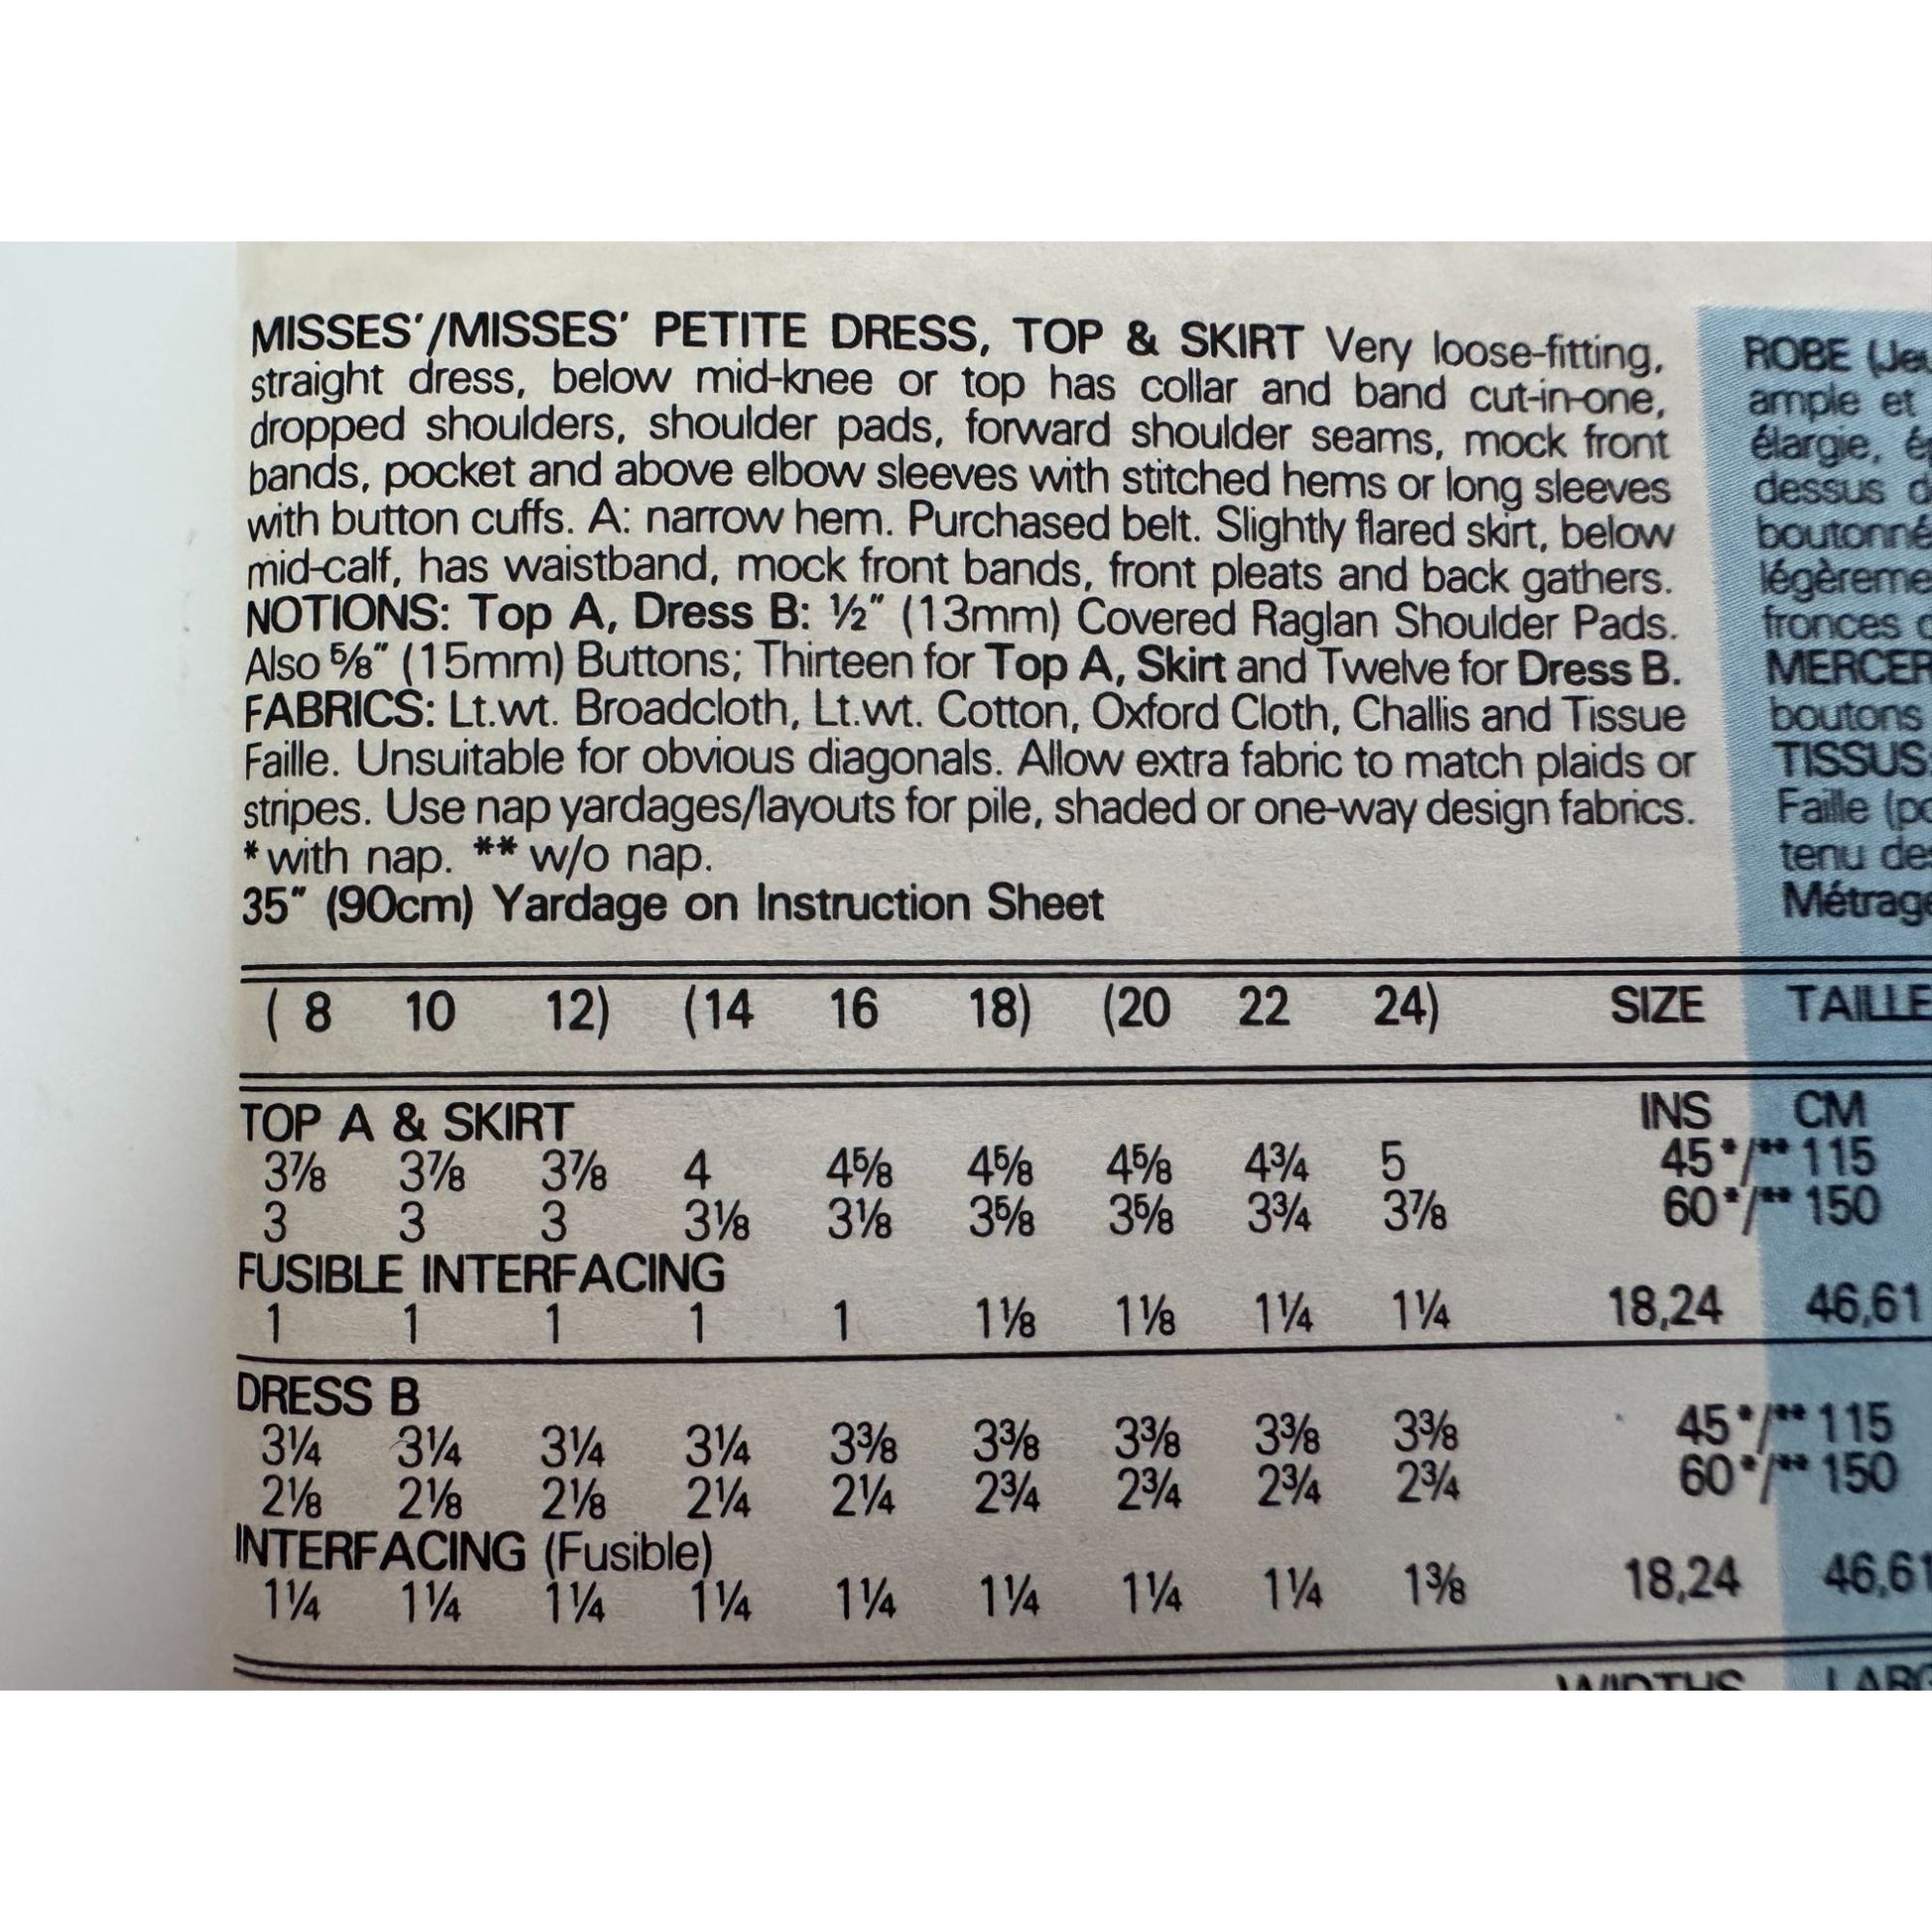 MISSES'/MISSES' PETITE DRESS, TOP & SKIRT Very loose-fitting,
straight dress, below mid-knee or top has collar and band cut-in-one,
dropped shoulders, shoulder pads, forward shoulder seams, mock front
bands, pocket and above elbow sleeves with stitched hems or long sleeves
with button cuffs. A: narrow hem. Purchased belt. Slightly flared skirt, below
mid-calf, has waistband, mock front bands, front pleats and back gathers.
NOTIONS: Top A, Dress B: ½" (13mm) Covered Raglan Shoulder Pads.
Also ⅝" (15mm) Buttons; Thirteen for Top A, Skirt and Twelve for Dress B.
FABRICS: Lt.wt. Broadcloth, Lt.wt. Cotton, Oxford Cloth, Challis and Tissue
Faille. Unsuitable for obvious diagonals. Allow extra fabric to match plaids or
stripes. Use nap yardages/layouts for pile, shaded or one-way design fabrics.
*with nap. ** w/o nap.
35" (90cm) Yardage on Instruction Sheet
ROBE
ample et
élargie,
dessus
boutonné
légèreme
fronces
MERCER
boutons
TISSUS
Faille
tenu de
Métrag
( 8 10 12) (14 16 18) (20 22 24) SIZE TAILLE
TOP A & SKIRT INS CM
3⅞ 3⅞ 3⅞ 4 4⅝ 4⅝ 4⅝ 4¾ 5 45*/** 115
3 3 3 3⅛ 3⅛ 3⅝ 3⅝ 3¾ 3⅞ 60*/** 150
FUSIBLE INTERFACING
1 1 1 1 1 1⅛ 1⅛ 1¼ 1¼ 18,24 46,61
DRESS B
3¼ 3¼ 3¼ 3¼ 3⅜ 3⅜ 3⅜ 3⅜ 3⅜ 45*/** 115
2⅛ 2⅛ 2⅛ 2¼ 2¼ 2¾ 2¾ 2¾ 2¾ 60*/** 150
INTERFACING (Fusible)
1¼ 1¼ 1¼ 1¼ 1¼ 1¼ 1¼ 1¼ 1⅜ 18,24 46,61
WIDTHS LARG